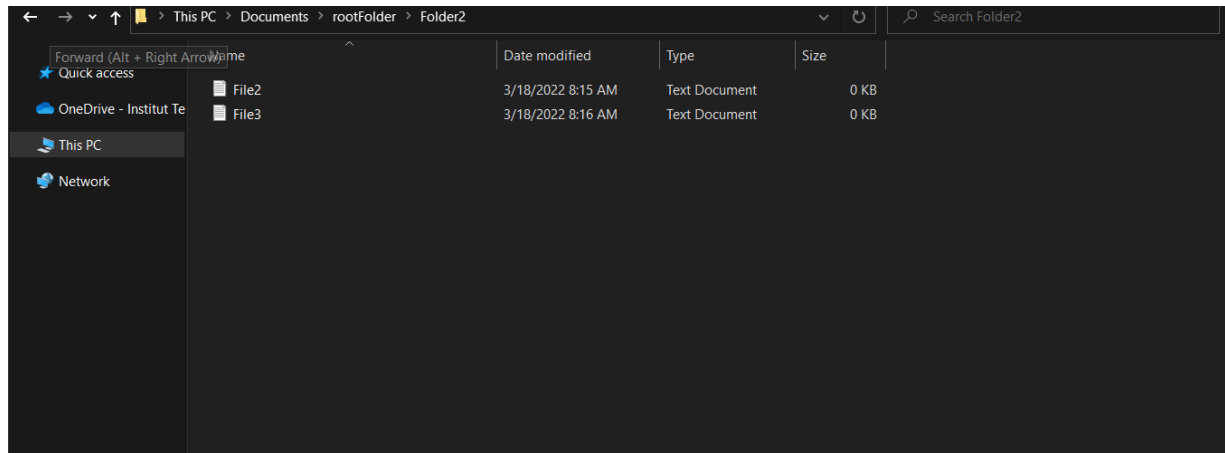 This PC > Documents > rootFolder > Folder2
Search Folder2
Forward (Alt + Right Arrow)
Name Date modified Type Size
Quick access
OneDrive - Institut Te
This PC
Network
File2 3/18/2022 8:15 AM Text Document 0 KB
File3 3/18/2022 8:16 AM Text Document 0 KB